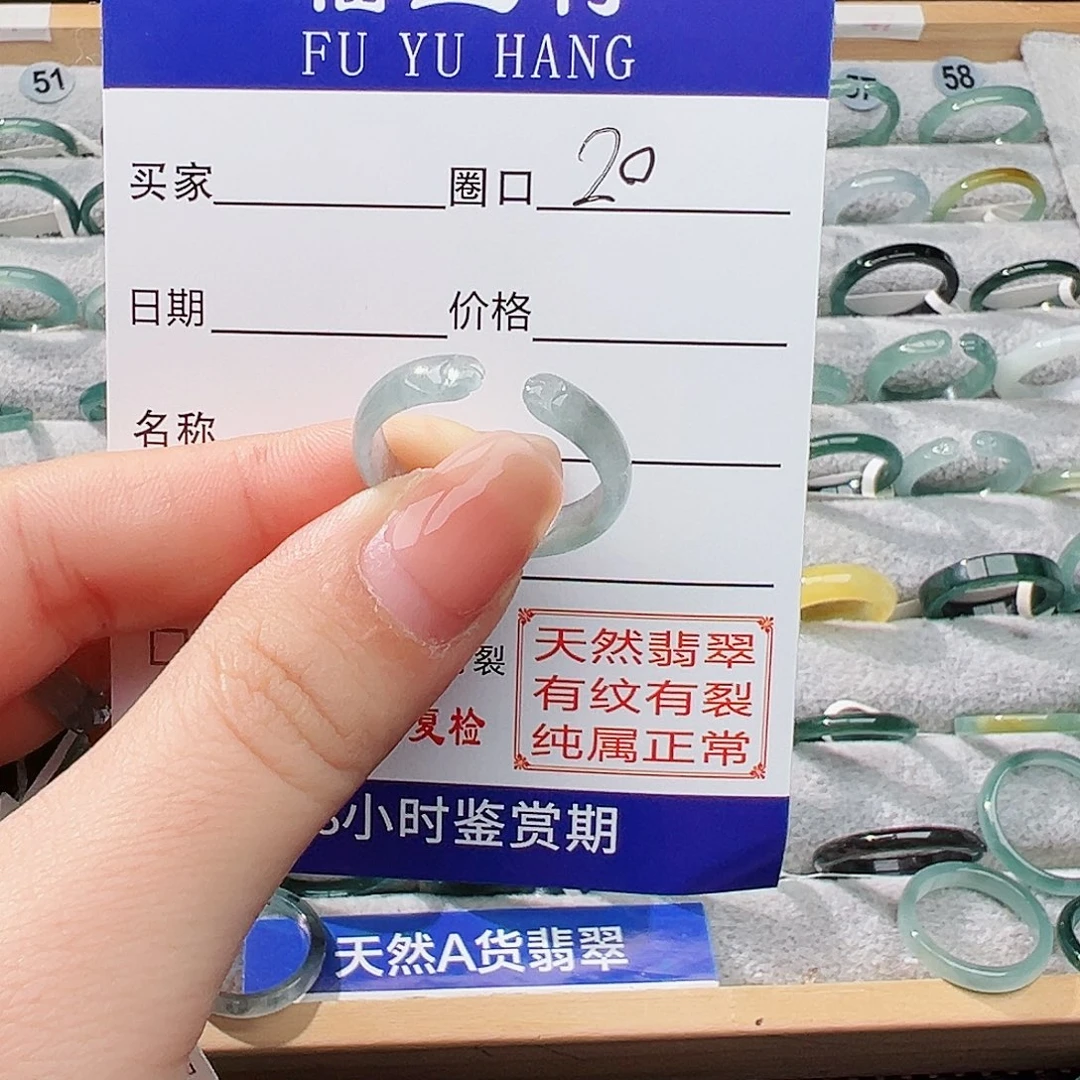 FU YU HANG
51
57
58
买家 圈口 20
日期 价格
名称
裂
天然翡翠
有纹有裂
纯属正常
复检
小时鉴赏期
天然A货翡翠